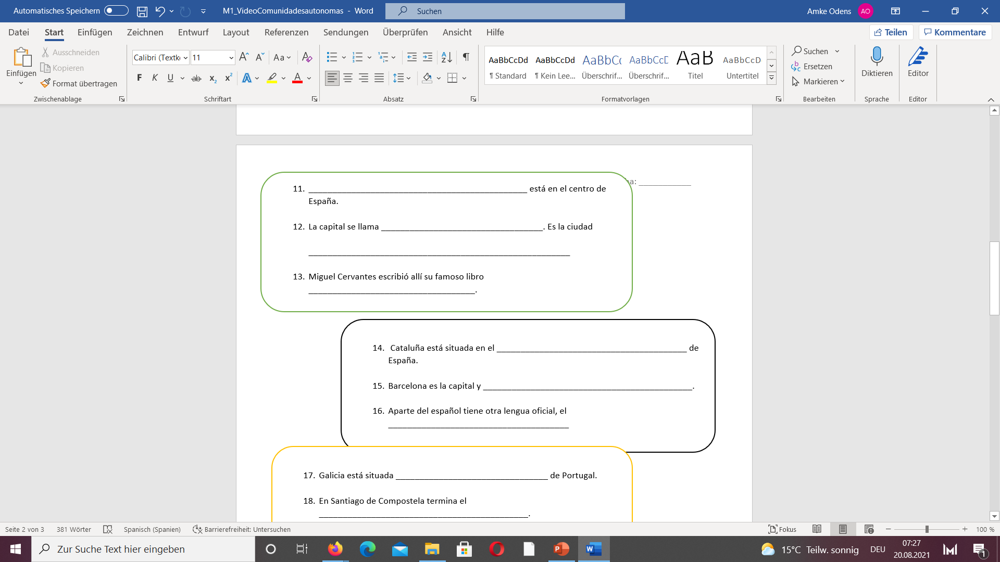 Automatisches Speichern
M1_VideoComunidadesautonomas - Word
Suchen
Amke Odens
AO
Datei Start Einfügen Zeichnen Entwurf Layout Referenzen Sendungen Überprüfen Ansicht Hilfe
Teilen Kommentare
Einfügen
Ausschneiden
Kopieren
Format übertragen
Zwischenablage
Calibri (Textk 11
Aa
F K U ab x₂ x² A A
Schriftart
Absatz
AaBbCcDd AaBbCcDd AaBbCc AaBbCcD AaB AaBbCcD
¶ Standard ¶ Kein Lee... Überschrif... Überschrif... Titel Untertitel
Formatvorlagen
Suchen
Ersetzen
Markieren
Bearbeiten
Diktieren
Sprache
Editor
Editor
ha: ___________
11. ______________________________________________ está en el centro de
España.
12. La capital se llama __________________________________. Es la ciudad
_______________________________________________________
13. Miguel Cervantes escribió allí su famoso libro
___________________________________.
14. Cataluña está situada en el ________________________________________ de
España.
15. Barcelona es la capital y ____________________________________________.
16. Aparte del español tiene otra lengua oficial, el
______________________________________
17. Galicia está situada ________________________________ de Portugal.
18. En Santiago de Compostela termina el
____________________________________________.
Seite 2 von 3 381 Wörter Spanisch (Spanien) Barrierefreiheit: Untersuchen
Fokus
100 %
Zur Suche Text hier eingeben
15°C Teilw. sonnig
DEU
07:27
20.08.2021
1